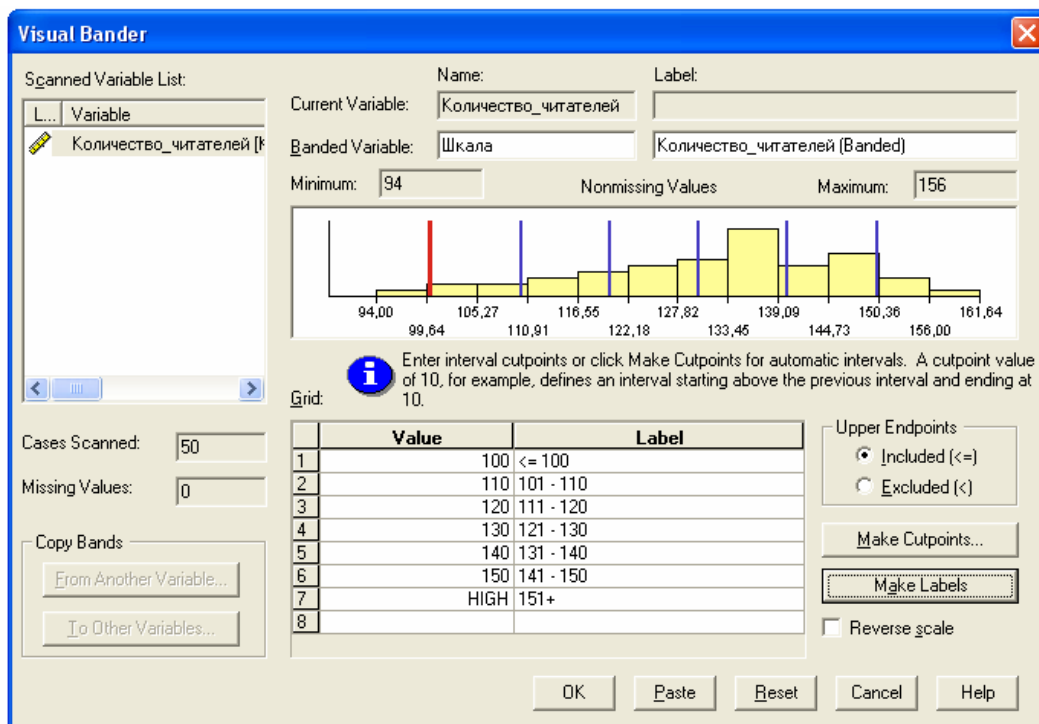 Visual Bander
Scanned Variable List:
L... Variable
Количество_читателей [К
Cases Scanned: 50
Missing Values: 0
Copy Bands
From Another Variable...
To Other Variables...
Name: Label:
Current Variable: Количество_читателей
Banded Variable: Шкала Количество_читателей (Banded)
Minimum: 94 Nonmissing Values Maximum: 156
94,00 105,27 116,55 127,82 139,09 150,36 161,64
99,64 110,91 122,18 133,45 144,73 156,00
Enter interval cutpoints or click Make Cutpoints for automatic intervals. A cutpoint value
of 10, for example, defines an interval starting above the previous interval and ending at
10.
Grid:
Value Label
1 100 <= 100
2 110 101 - 110
3 120 111 - 120
4 130 121 - 130
5 140 131 - 140
6 150 141 - 150
7 HIGH 151+
8
Upper Endpoints
Included (<=)
Excluded (<)
Make Cutpoints...
Make Labels
Reverse scale
OK Paste Reset Cancel Help